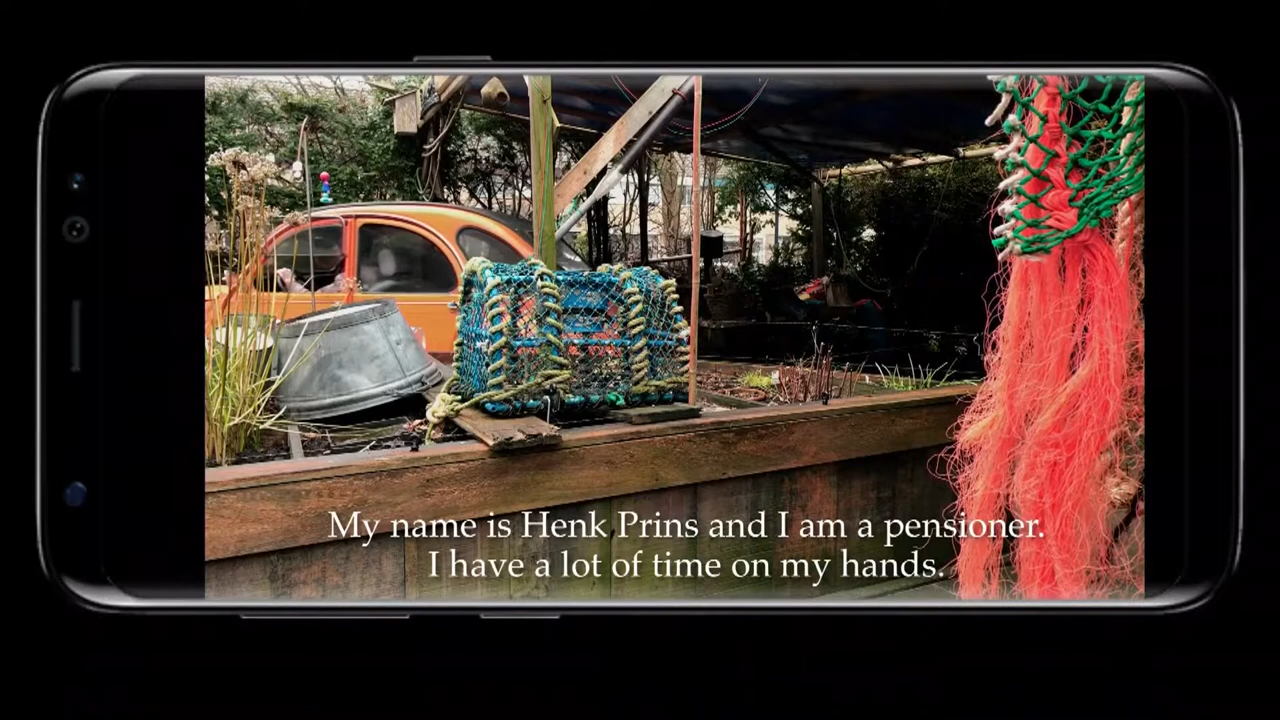 My name is Henk Prins and I am a pensioner.
I have a lot of time on my hands.